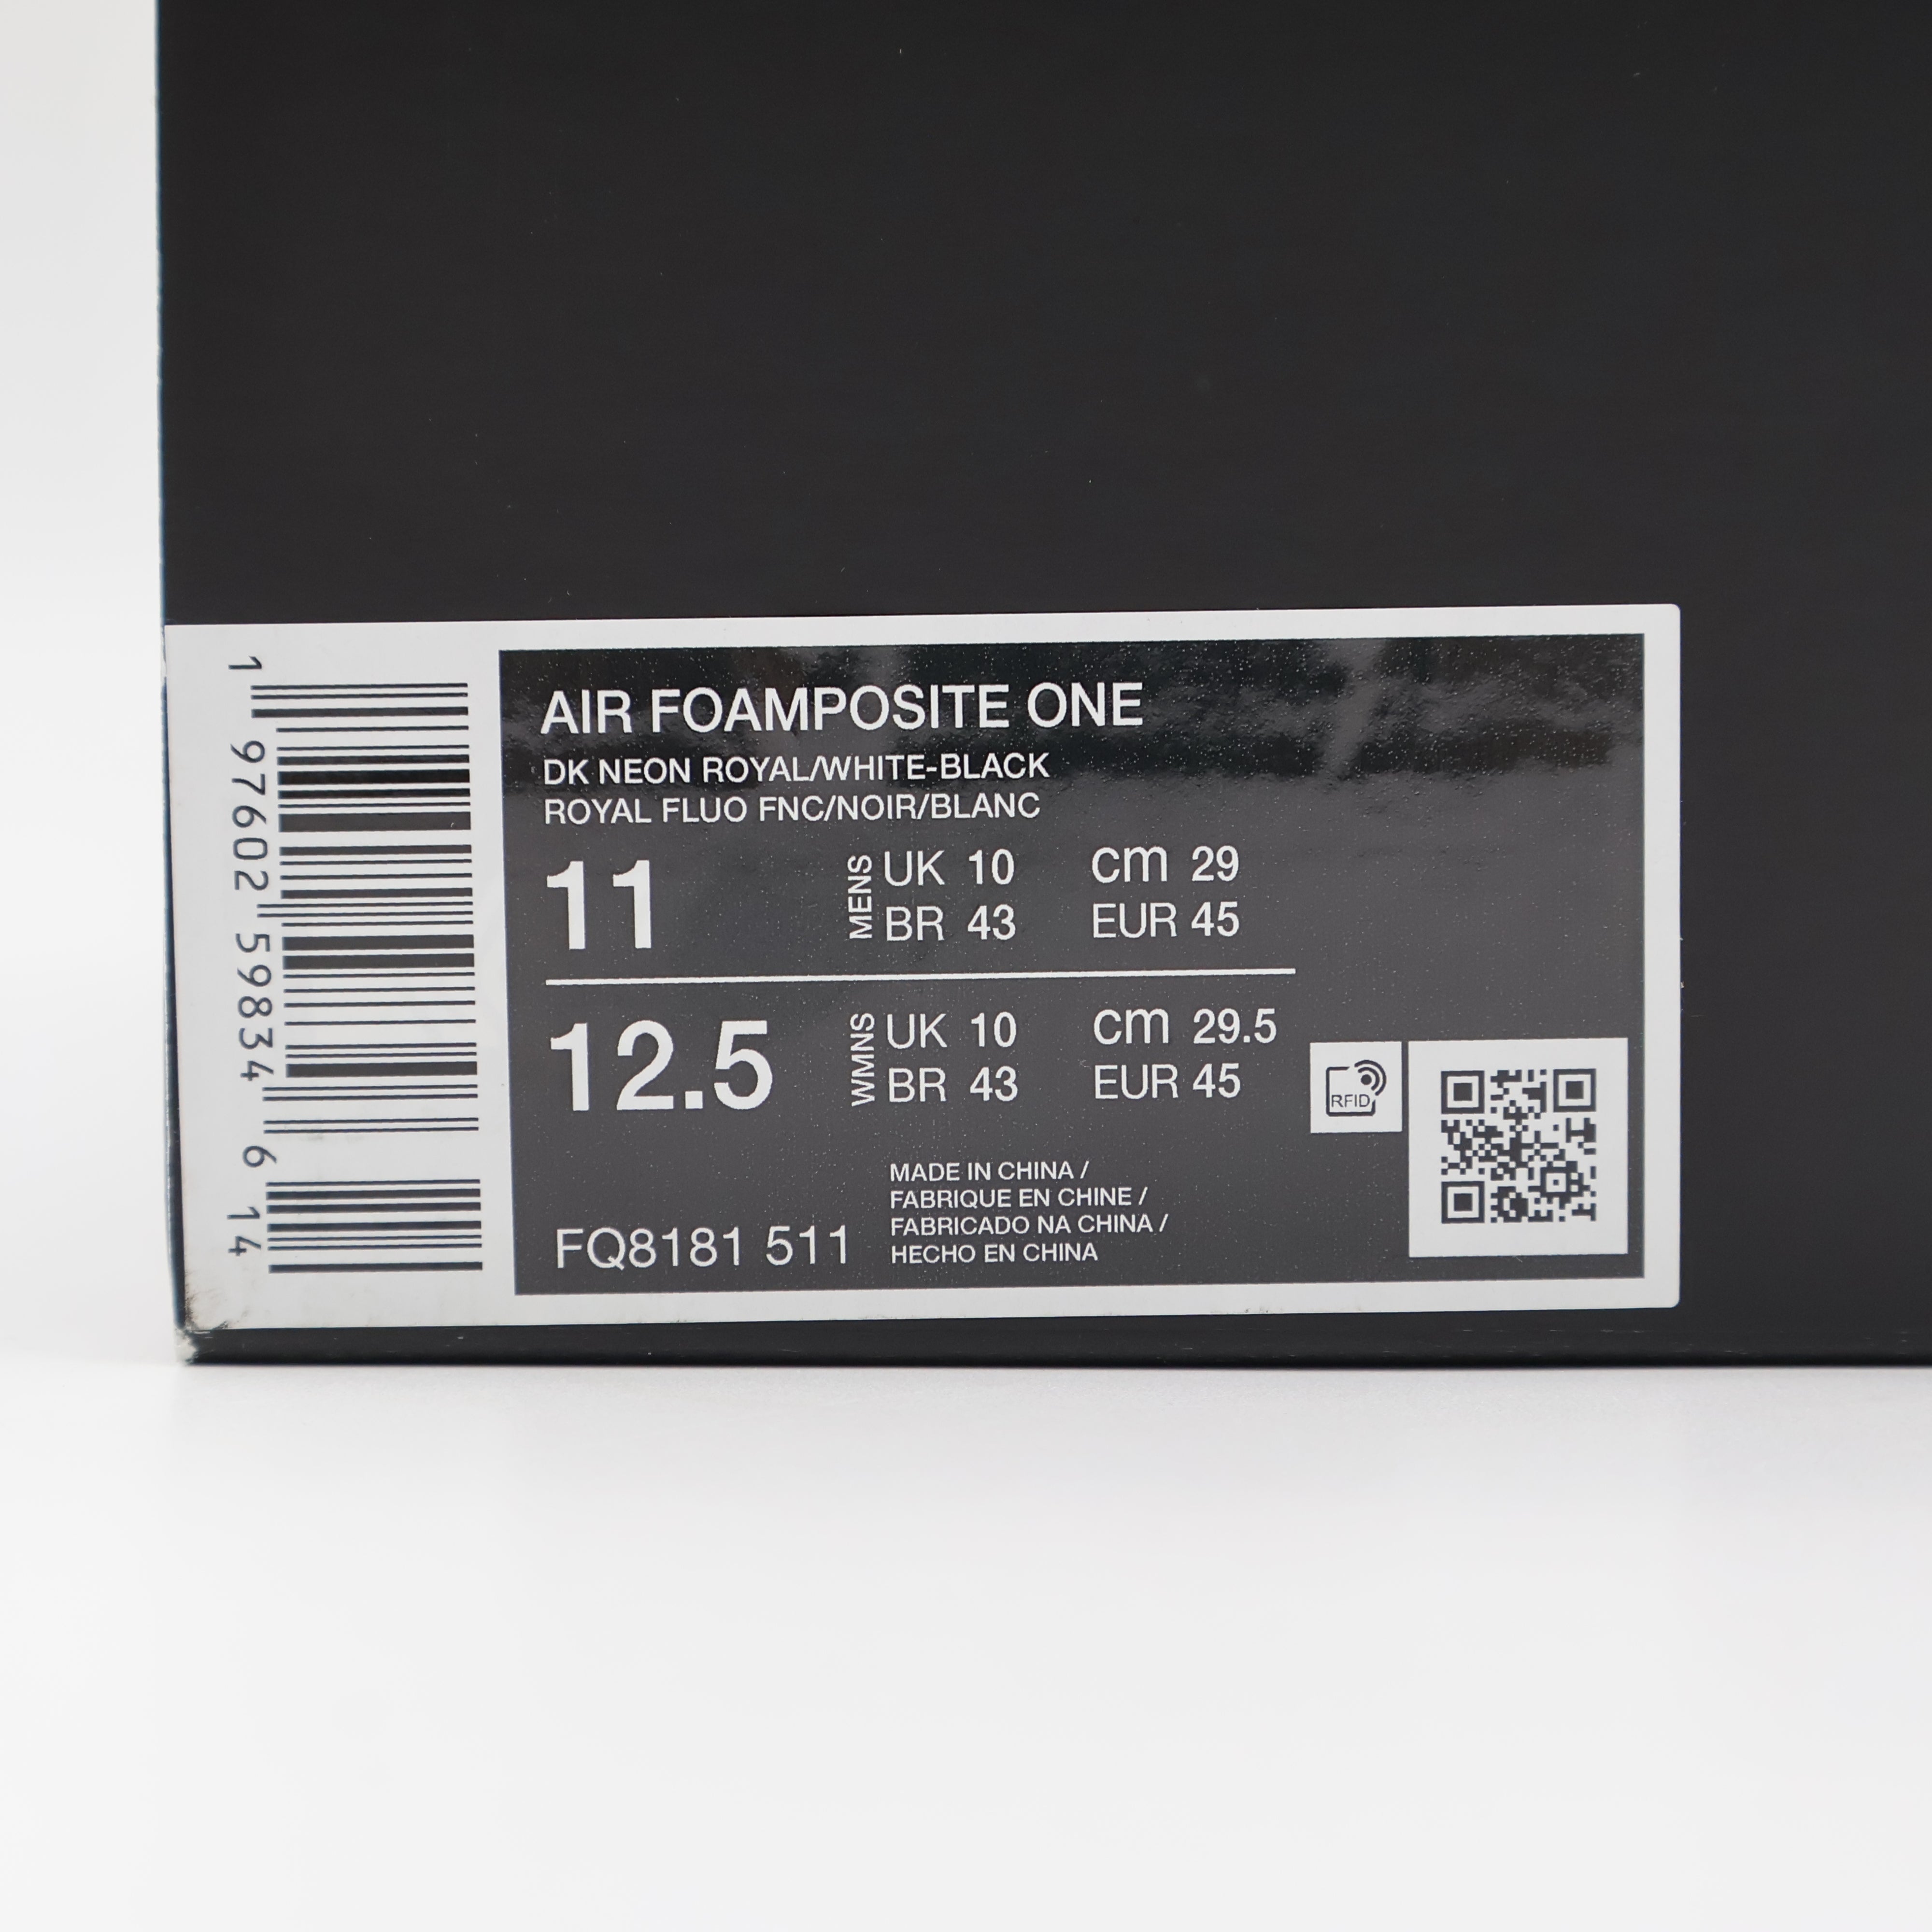 1 97602 59834 6 14
AIR FOAMPOSITE ONE
DK NEON ROYAL/WHITE-BLACK
ROYAL FLUO FNC/NOIR/BLANC
11 MENS UK 10 CM 29
BR 43 EUR 45
12.5 WMNS UK 10 CM 29.5
BR 43 EUR 45
RFID
MADE IN CHINA /
FABRIQUE EN CHINE /
FABRICADO NA CHINA /
HECHO EN CHINA
FQ8181 511